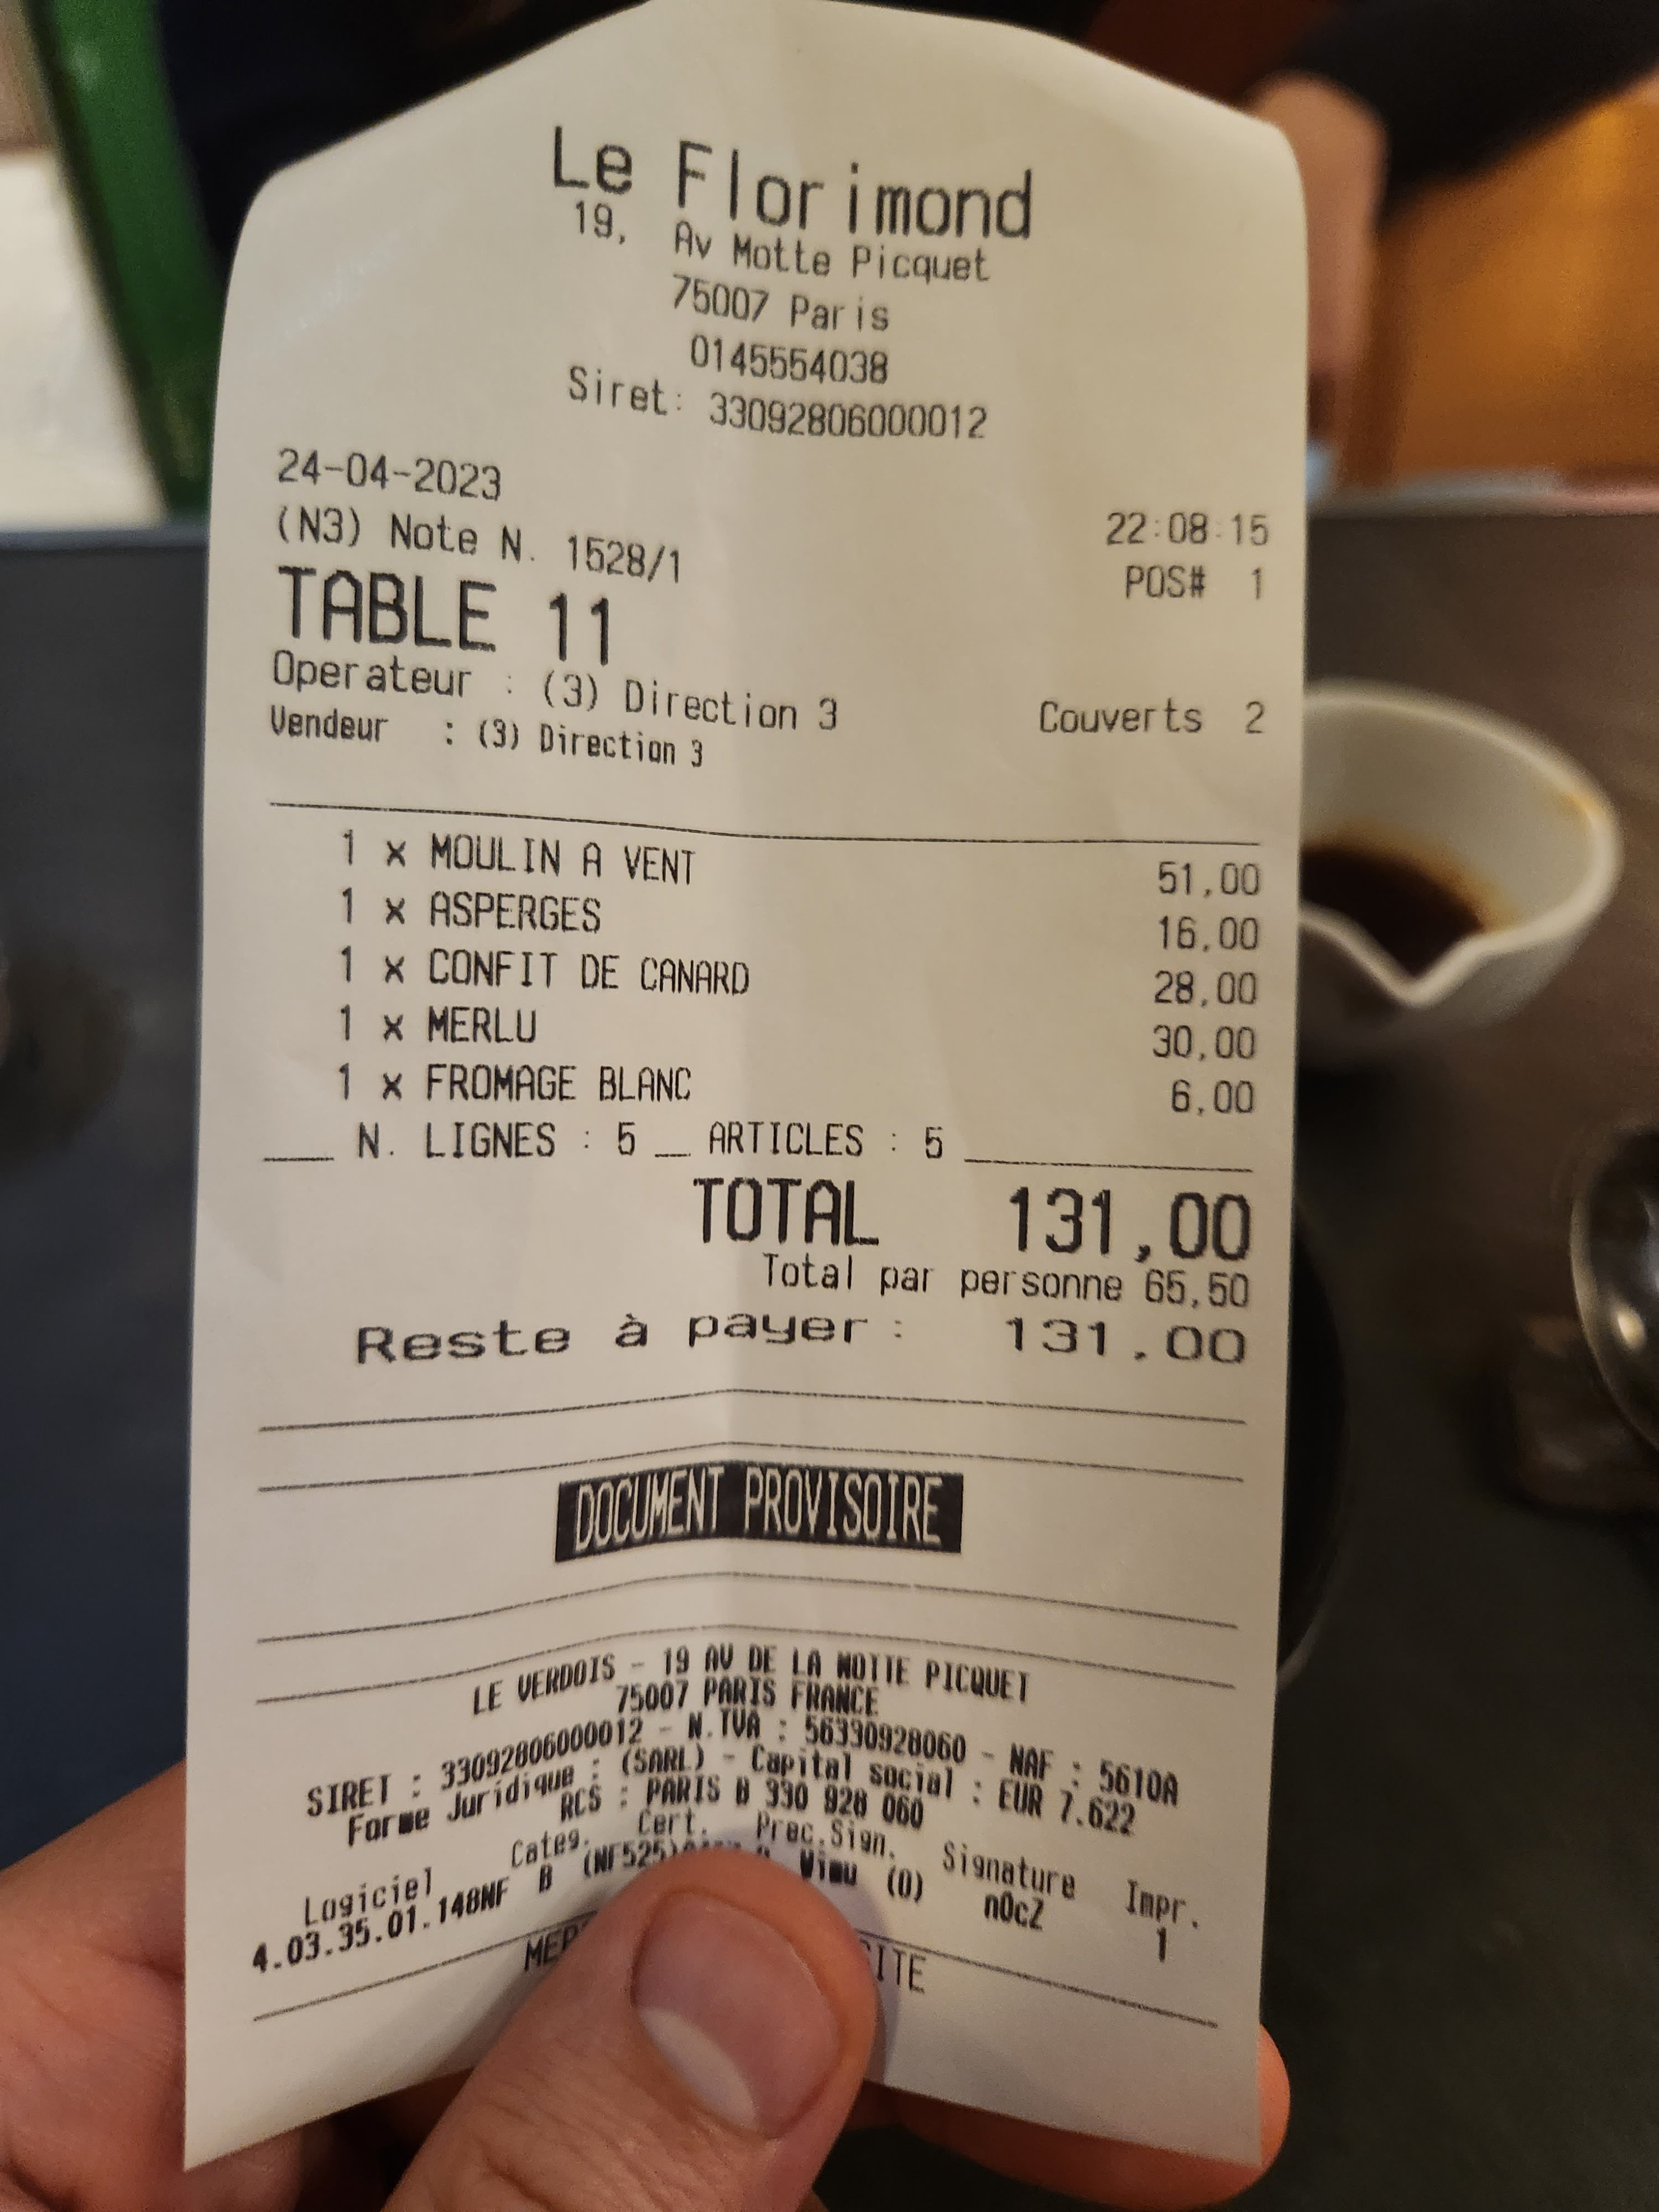 Le Florimond
19, Av Motte Picquet
75007 Paris
0145554038
Siret: 33092806000012
24-04-2023 22:08:15
(N3) Note N. 1528/1 POS# 1
TABLE 11
Operateur : (3) Direction 3 Couverts 2
Vendeur : (3) Direction 3
1 x MOULIN A VENT 51,00
1 x ASPERGES 16,00
1 x CONFIT DE CANARD 28,00
1 x MERLU 30,00
1 x FROMAGE BLANC 6,00
N. LIGNES : 5 __ ARTICLES : 5
TOTAL 131,00
Total par personne 65,50
Reste à payer: 131.00
DOCUMENT PROVISOIRE
LE VERDOIS - 19 AV DE LA MOTTE PICQUET
75007 PARIS FRANCE
SIRET : 33092806000012 - N.TVA : 56330928060 - NAF : 5610A
Forme Juridique : (SARL) - Capital social : EUR 7.622
RCS : PARIS B 330 928 060
Logiciel Categ. Cert. Prec.Sign. Signature Impr.
4.03.35.01.148NF B (NF525) (0) nOcZ 1